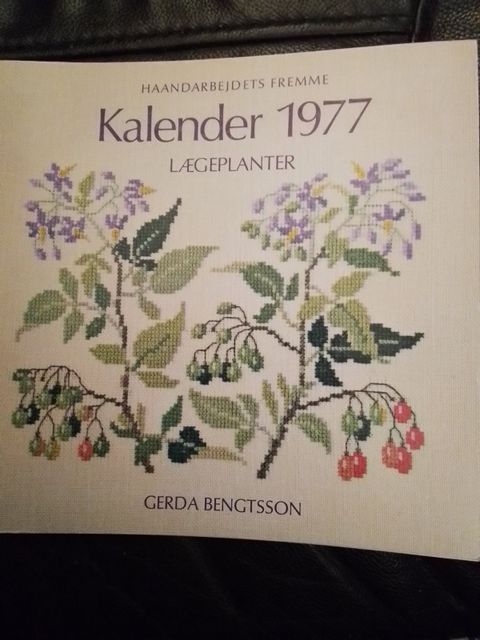 HAANDARBEJDETS FREMME
Kalender 1977
LÆGEPLANTER
GERDA BENGTSSON